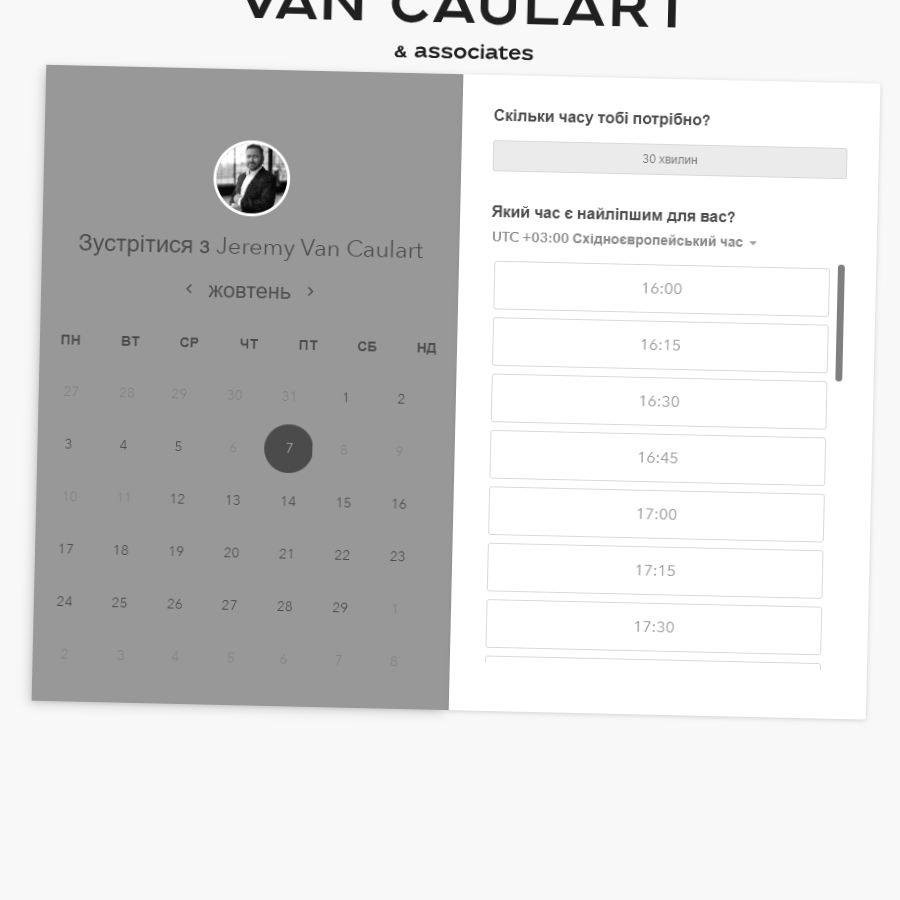 VAN CAULART
& associates
Зустрітися з Jeremy Van Caulart
жовтень
ПН ВТ СР ЧТ ПТ СБ НД
27 28 29 30 31 1 2
3 4 5 6 7 8 9
10 11 12 13 14 15 16
17 18 19 20 21 22 23
24 25 26 27 28 29 1
2 3 4 5 6 7 8
Скільки часу тобі потрібно?
30 хвилин
Який час є найліпшим для вас?
UTC +03:00 Східноєвропейський час
16:00
16:15
16:30
16:45
17:00
17:15
17:30